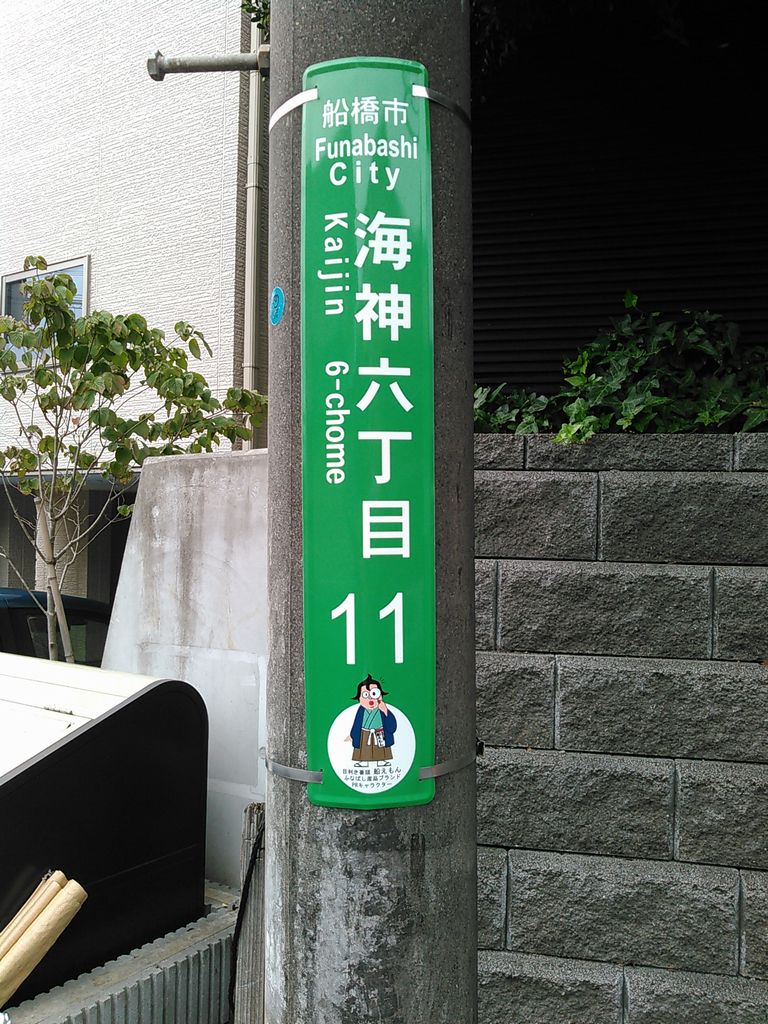 船橋市
Funabashi
City
海神六丁目
Kaijin 6-chome
11
目利き番頭 船えもん
ふなばし産品ブランド
PRキャラクター